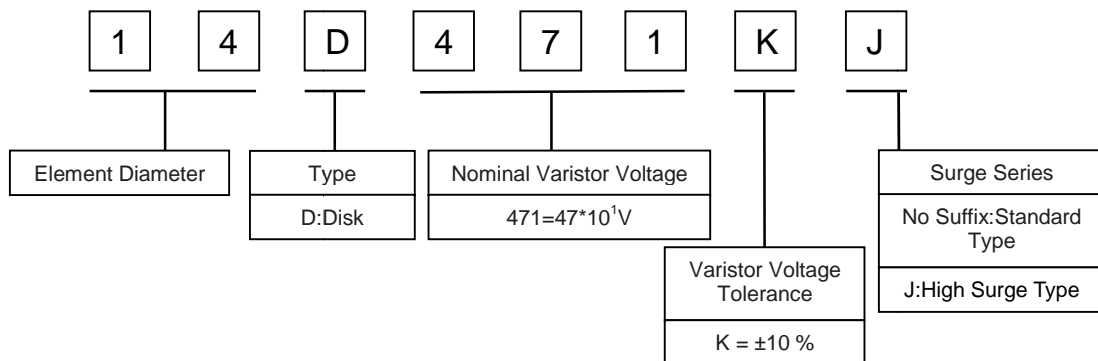 1 4 D 4 7 1 K J
Element Diameter
Type
D:Disk
Nominal Varistor Voltage
471=47*10¹V
Varistor Voltage
Tolerance
K = ±10 %
Surge Series
No Suffix:Standard
Type
J:High Surge Type